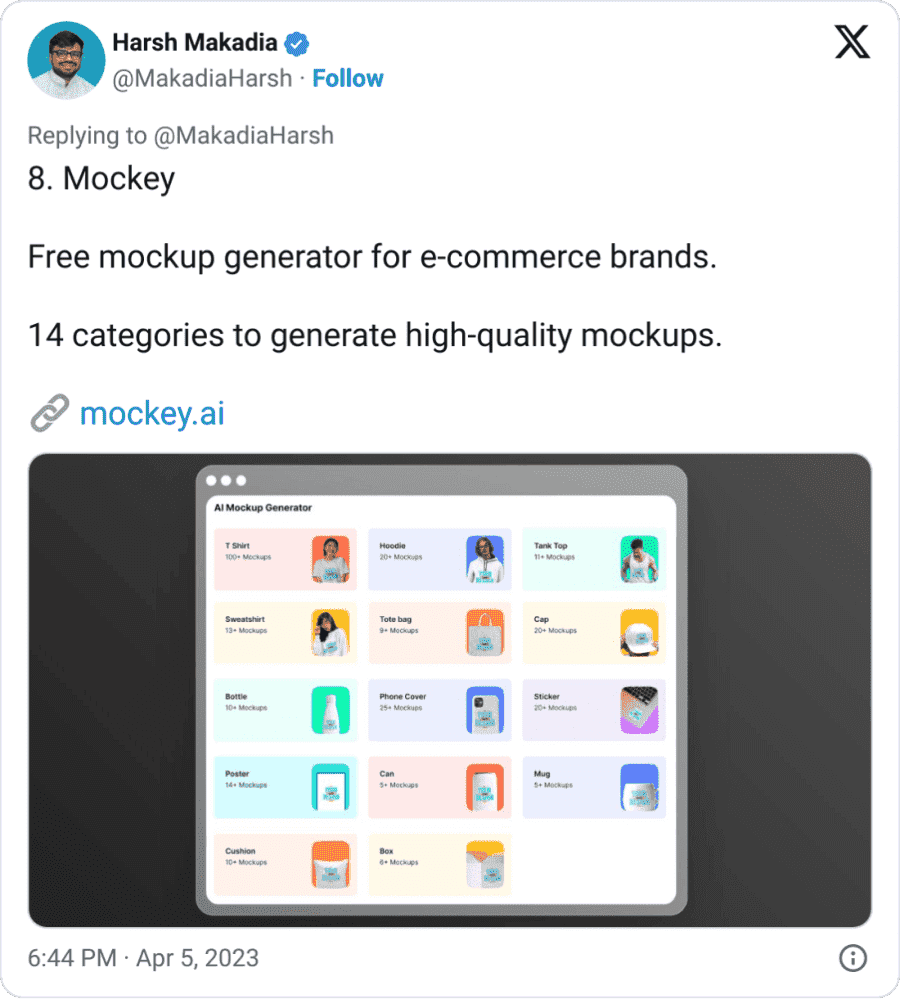 Harsh Makadia
@MakadiaHarsh · Follow
Replying to @MakadiaHarsh
8. Mockey
Free mockup generator for e-commerce brands.
14 categories to generate high-quality mockups.
mockey.ai
AI Mockup Generator
T Shirt
100+ Mockups
Hoodie
20+ Mockups
Tank Top
11+ Mockups
Sweatshirt
13+ Mockups
Tote bag
9+ Mockups
Cap
20+ Mockups
Bottle
10+ Mockups
Phone Cover
25+ Mockups
Sticker
20+ Mockups
Poster
14+ Mockups
Can
5+ Mockups
Mug
5+ Mockups
Cushion
10+ Mockups
Box
6+ Mockups
6:44 PM · Apr 5, 2023